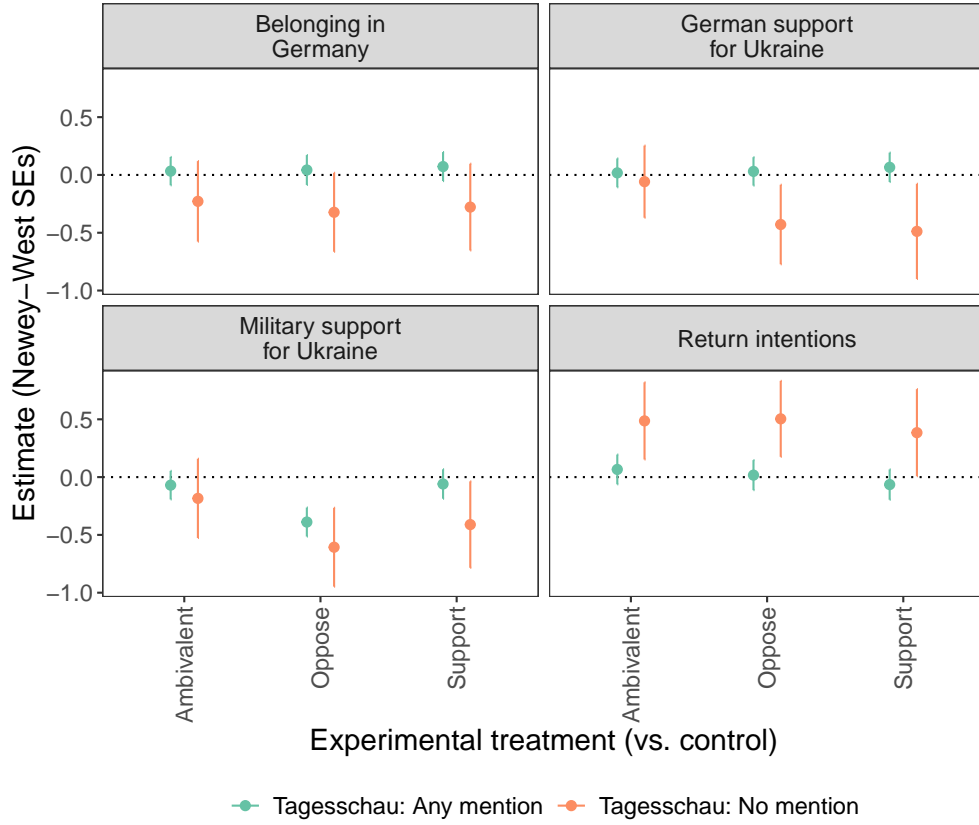 Belonging in
Germany
German support
for Ukraine
0.5
0.0
−0.5
−1.0
Military support
for Ukraine
Return intentions
0.5
0.0
−0.5
−1.0
Estimate (Newey−West SEs)
Ambivalent
Oppose
Support
Ambivalent
Oppose
Support
Experimental treatment (vs. control)
Tagesschau: Any mention
Tagesschau: No mention